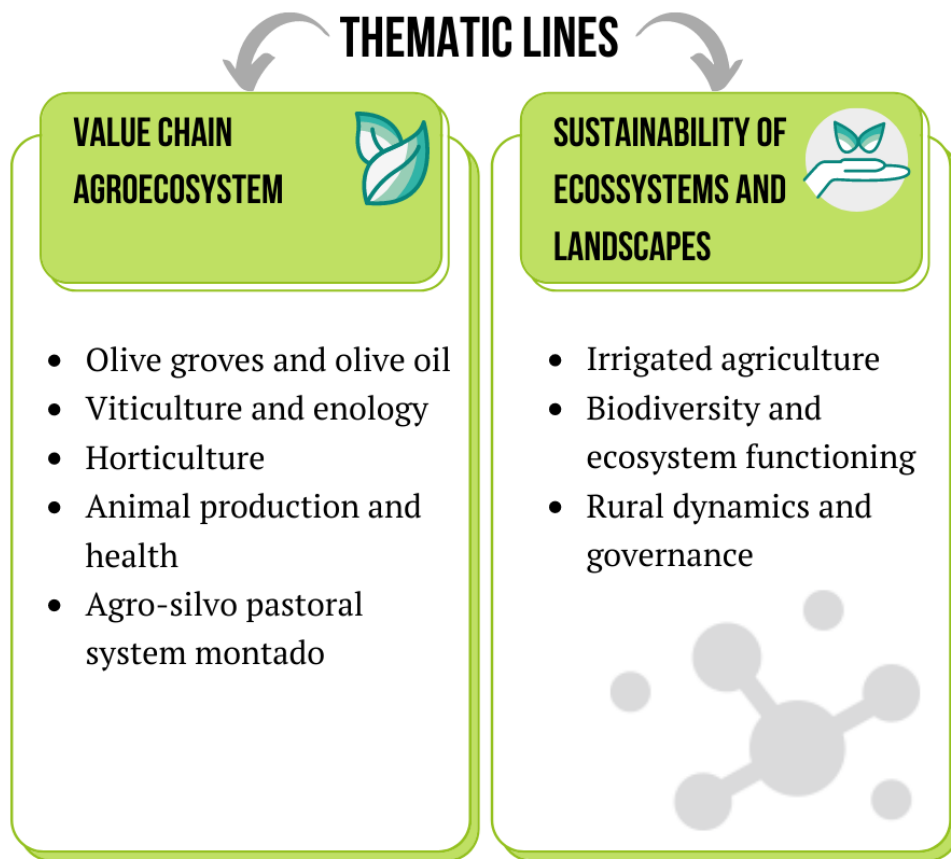 THEMATIC LINES
VALUE CHAIN
AGROECOSYSTEM
• Olive groves and olive oil
• Viticulture and enology
• Horticulture
• Animal production and
health
• Agro-silvo pastoral
system montado
SUSTAINABILITY OF
ECOSSYSTEMS AND
LANDSCAPES
• Irrigated agriculture
• Biodiversity and
ecosystem functioning
• Rural dynamics and
governance